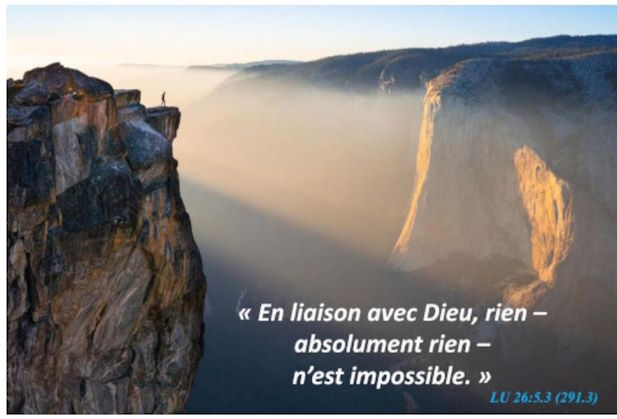 « En liaison avec Dieu, rien –
absolument rien –
n’est impossible. »
LU 26:5.3 (291.3)